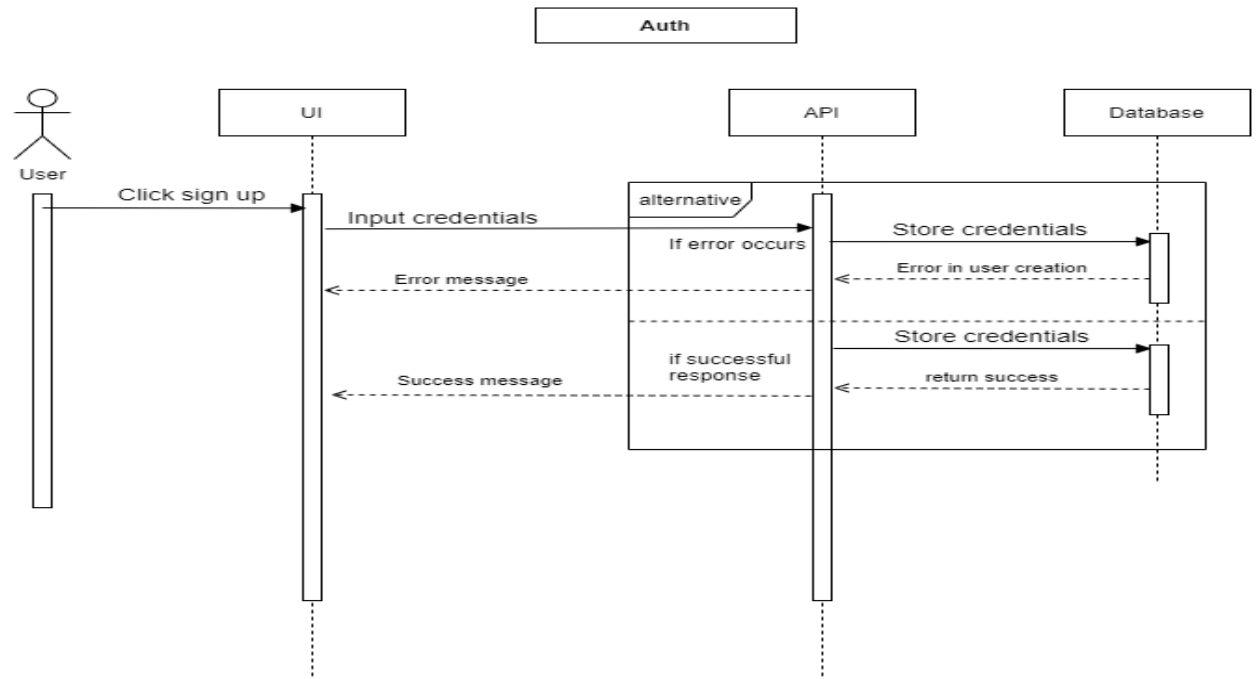 Auth
UI
API
Database
User
Click sign up
alternative
Input credentials
Store credentials
If error occurs
Error in user creation
Error message
Store credentials
if successful
response
return success
Success message